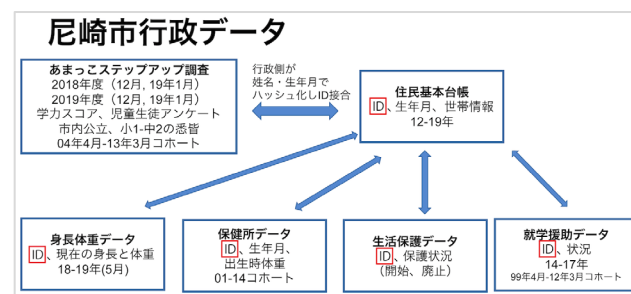 尼崎市行政データ
あまっこステップアップ調査
2018年度（12月, 19年1月）
2019年度（12月, 19年1月）
学力スコア、児童生徒アンケート
市内公立、小1-中2の悉皆
04年4月-13年3月コホート
行政側が
姓名・生年月で
ハッシュ化しID接合
住民基本台帳
ID、生年月、世帯情報
12-19年
身長体重データ
ID、現在の身長と体重
18-19年(5月)
保健所データ
ID、生年月、
出生時体重
01-14コホート
生活保護データ
ID、保護状況
(開始、廃止)
就学援助データ
ID、状況
14-17年
99年4月-12年3月コホート